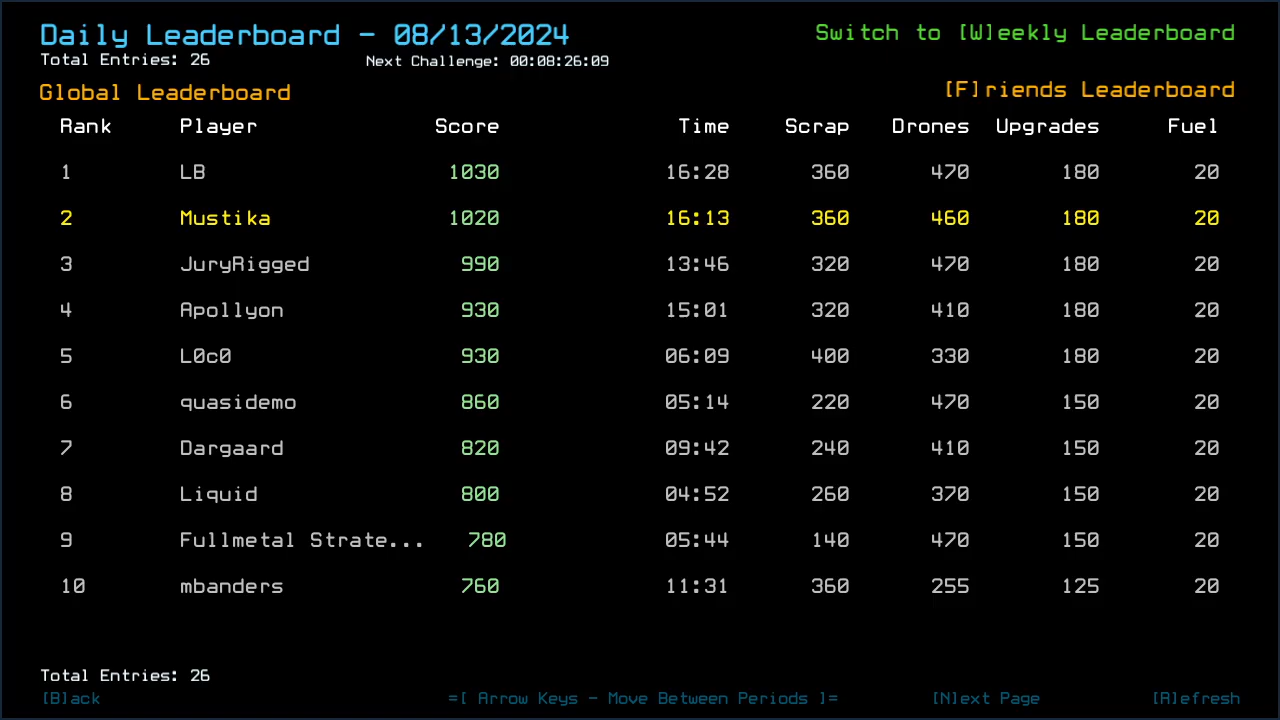 Daily Leaderboard - 08/13/2024 Switch to [W]eekly Leaderboard
Total Entries: 26 Next Challenge: 00:08:26:09
Global Leaderboard [F]riends Leaderboard
Rank Player Score Time Scrap Drones Upgrades Fuel
1 LB 1030 16:28 360 470 180 20
2 Mustika 1020 16:13 360 460 180 20
3 JuryRigged 990 13:46 320 470 180 20
4 Apollyon 930 15:01 320 410 180 20
5 L0c0 930 06:09 400 330 180 20
6 quasidemo 860 05:14 220 470 150 20
7 Dargaard 820 09:42 240 410 150 20
8 Liquid 800 04:52 260 370 150 20
9 Fullmetal Strate... 780 05:44 140 470 150 20
10 mbanders 760 11:31 360 255 125 20
Total Entries: 26
[B]ack =[ Arrow Keys - Move Between Periods ]= [N]ext Page [R]efresh